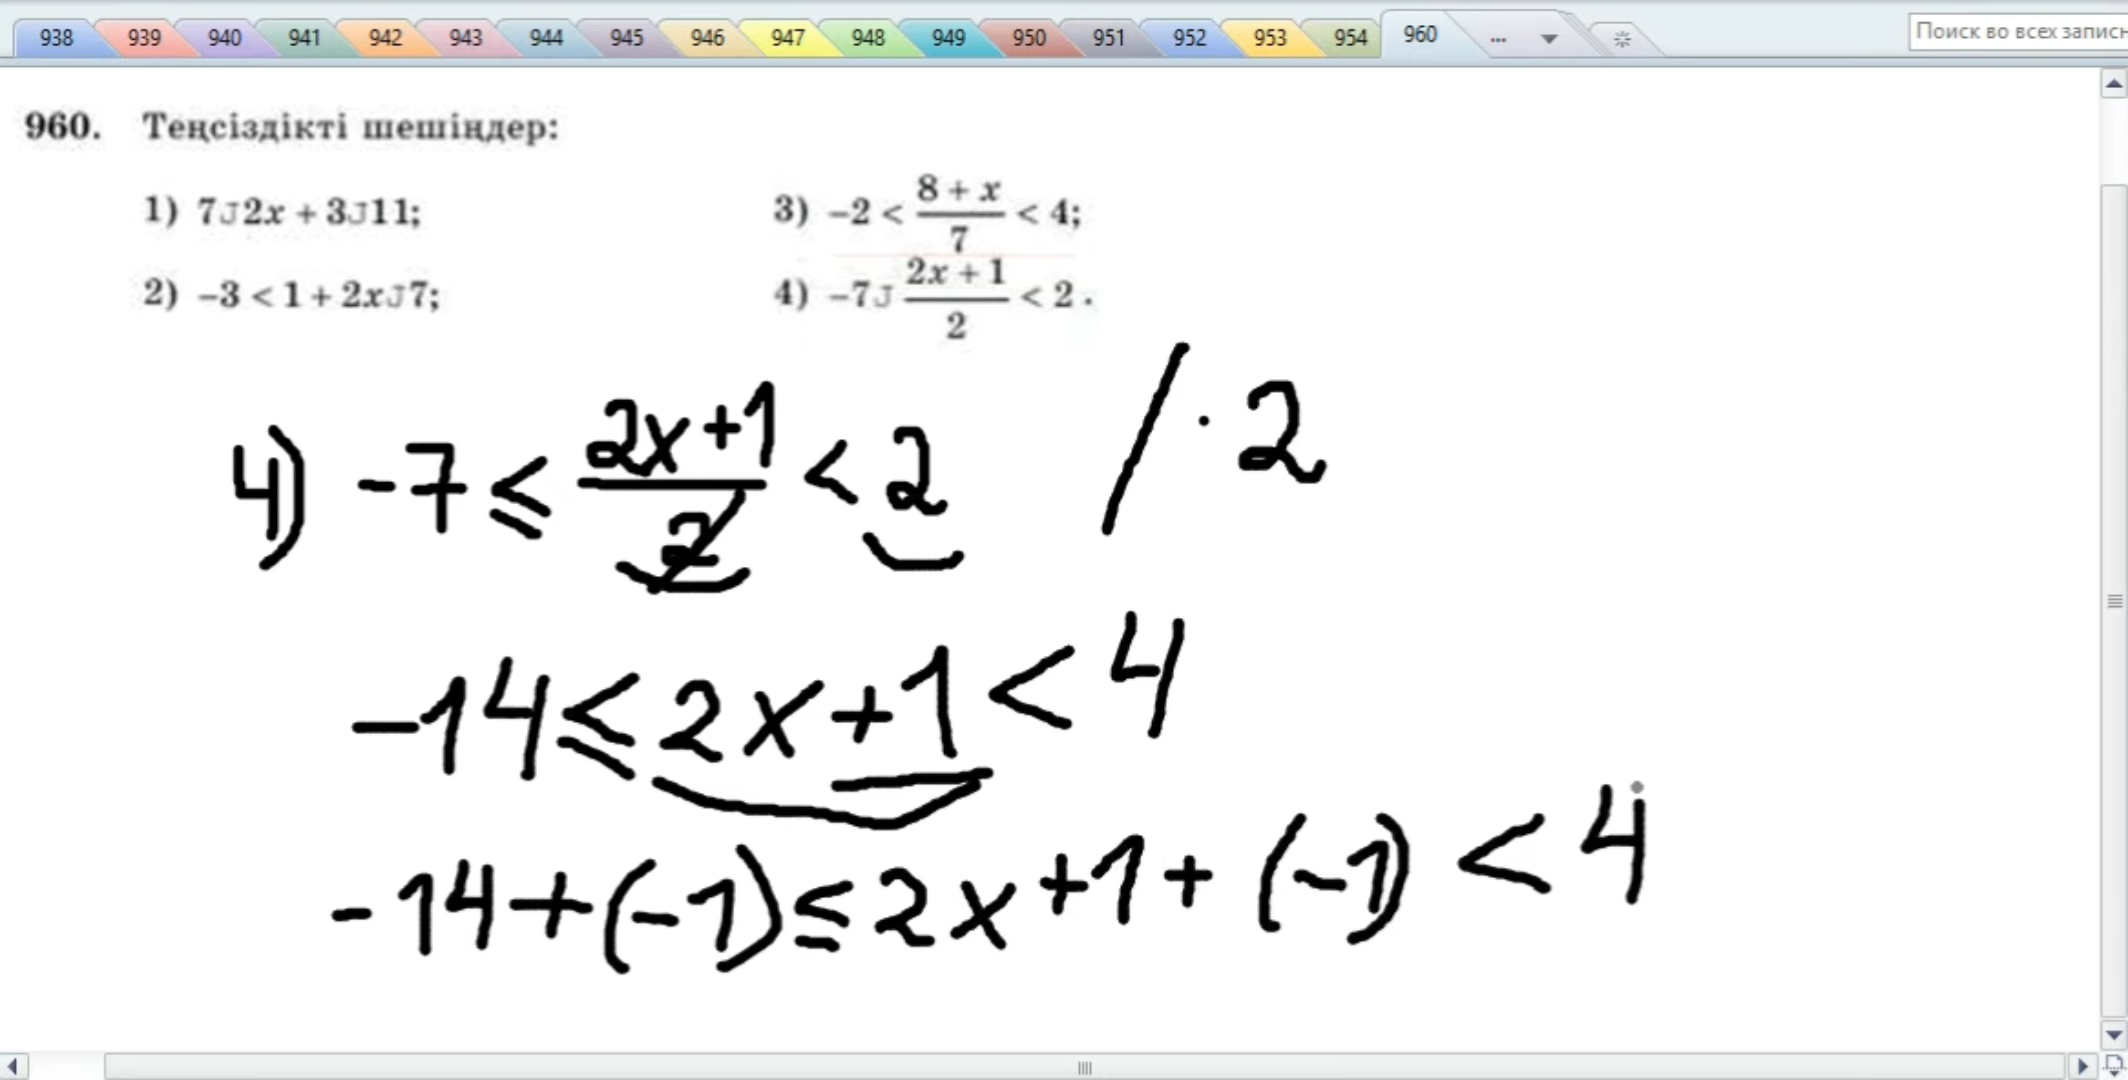 938 939 940 941 942 943 944 945 946 947 948 949 950 951 952 953 954 960 ... Поиск во всех запися
960. Теңсіздікті шешіңдер:
1) 7J2x + 3J11;
2) −3 < 1 + 2xJ7;
3) −2 < (8 + x)/7 < 4;
4) −7J (2x + 1)/2 < 2.
4) -7 ≤ (2x+1)/2 < 2 / · 2
-14 ≤ 2x+1 < 4
-14+(-1) ≤ 2x+1+(-1) < 4